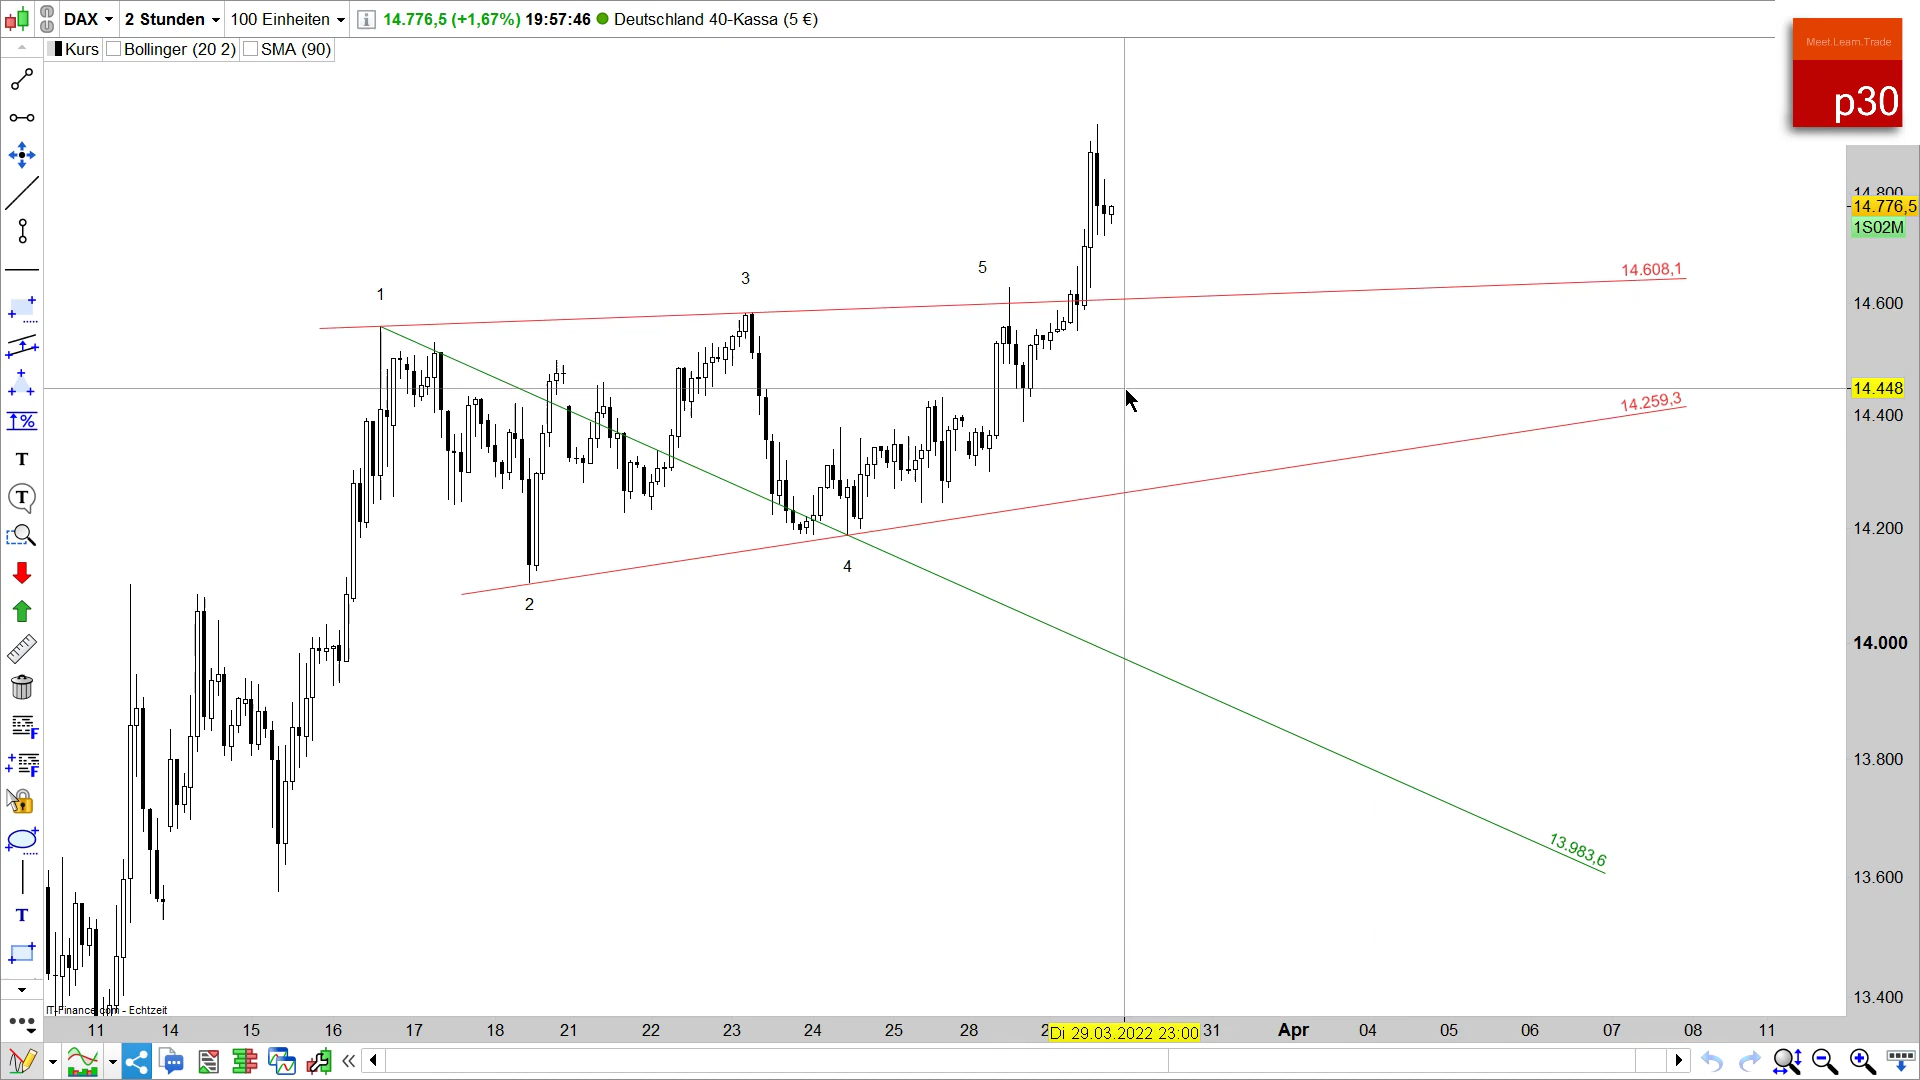 DAX 2 Stunden 100 Einheiten 14.776,5 (+1,67%) 19:57:46 Deutschland 40-Kassa (5 €)
Kurs Bollinger (20 2) SMA (90)
Meet.Learn.Trade
p30
14.800
14.776,5
1S02M
14.608,1
5
3
1
14.600
14.448
14.259,3
14.400
14.200
4
2
14.000
13.800
13.983,6
13.600
13.400
IT-Finance.com - Echtzeit
11 14 15 16 17 18 21 22 23 24 25 28 Di 29.03.2022 23:00 31 Apr 04 05 06 07 08 11
T
T
T
%
F
F